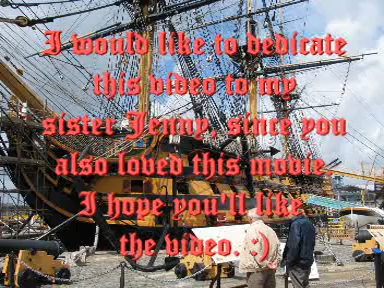 I would like to dedicate
this video to my
sister Jenny, since you
also loved this movie.
I hope you'll like
the video. :)